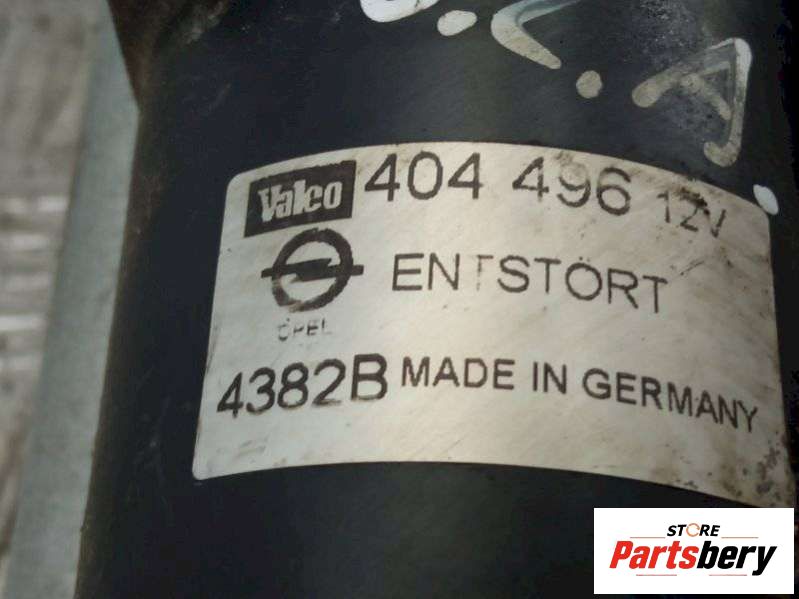 Valeo 404 496 12V
OPEL ENTSTÖRT
4382B MADE IN GERMANY
STORE
Partsbery